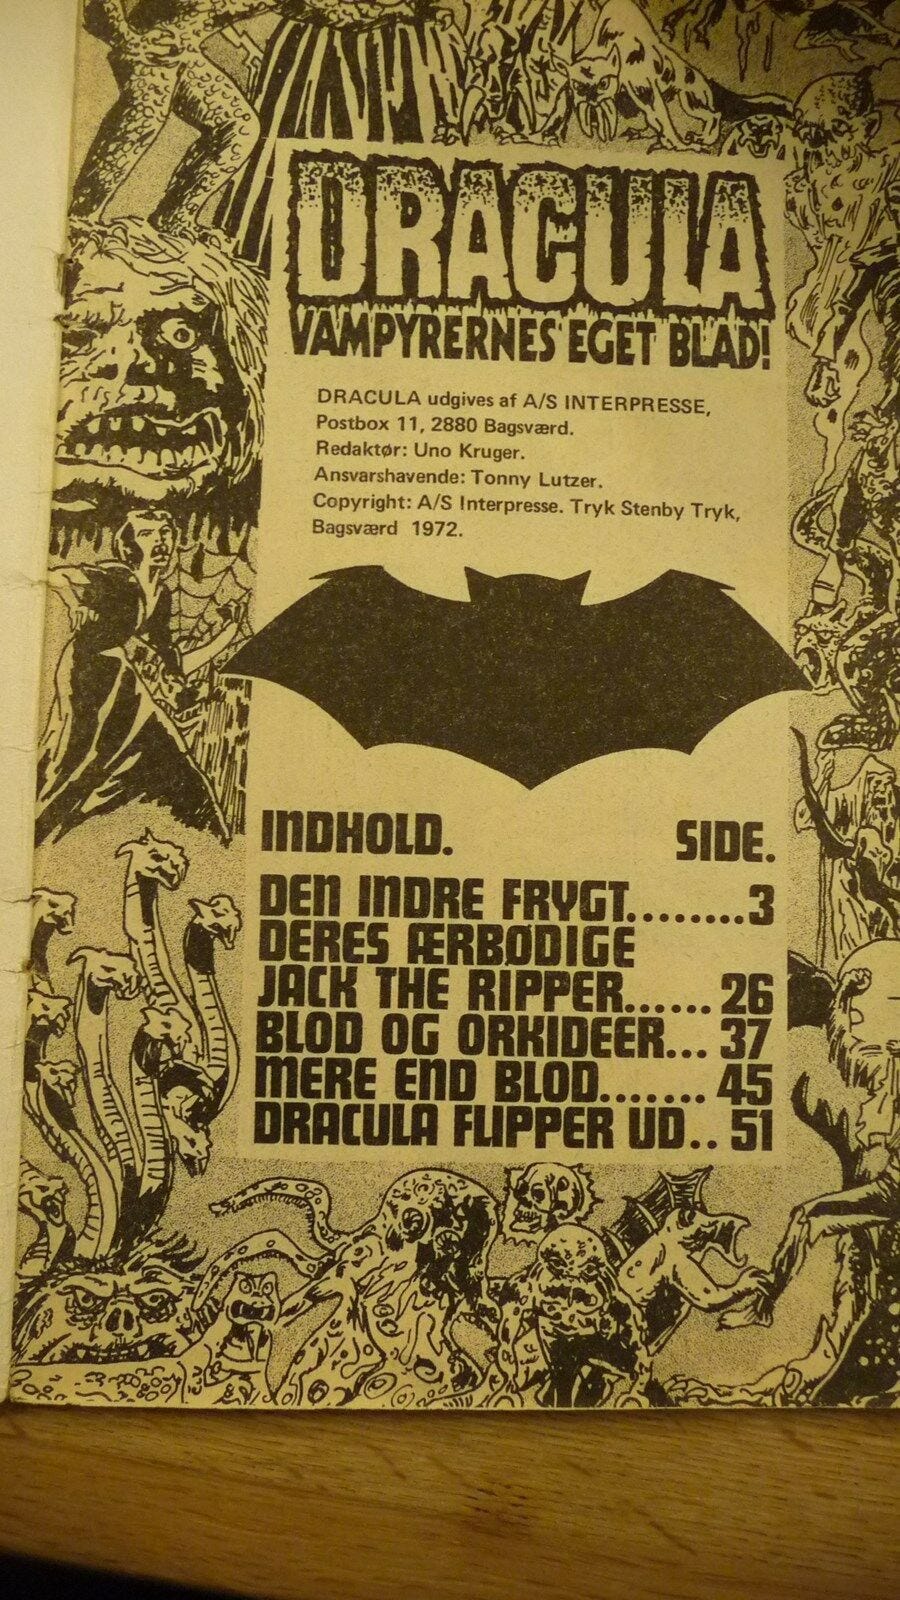 DRACULA
VAMPYRERNES EGET BLAD!
DRACULA udgives af A/S INTERPRESSE,
Postbox 11, 2880 Bagsværd.
Redaktør: Uno Kruger.
Ansvarshavende: Tonny Lutzer.
Copyright: A/S Interpresse. Tryk Stenby Tryk,
Bagsværd 1972.
INDHOLD. SIDE.
DEN INDRE FRYGT........3
DERES ÆRBØDIGE
JACK THE RIPPER...... 26
BLOD OG ORKIDEER... 37
MERE END BLOD....... 45
DRACULA FLIPPER UD.. 51